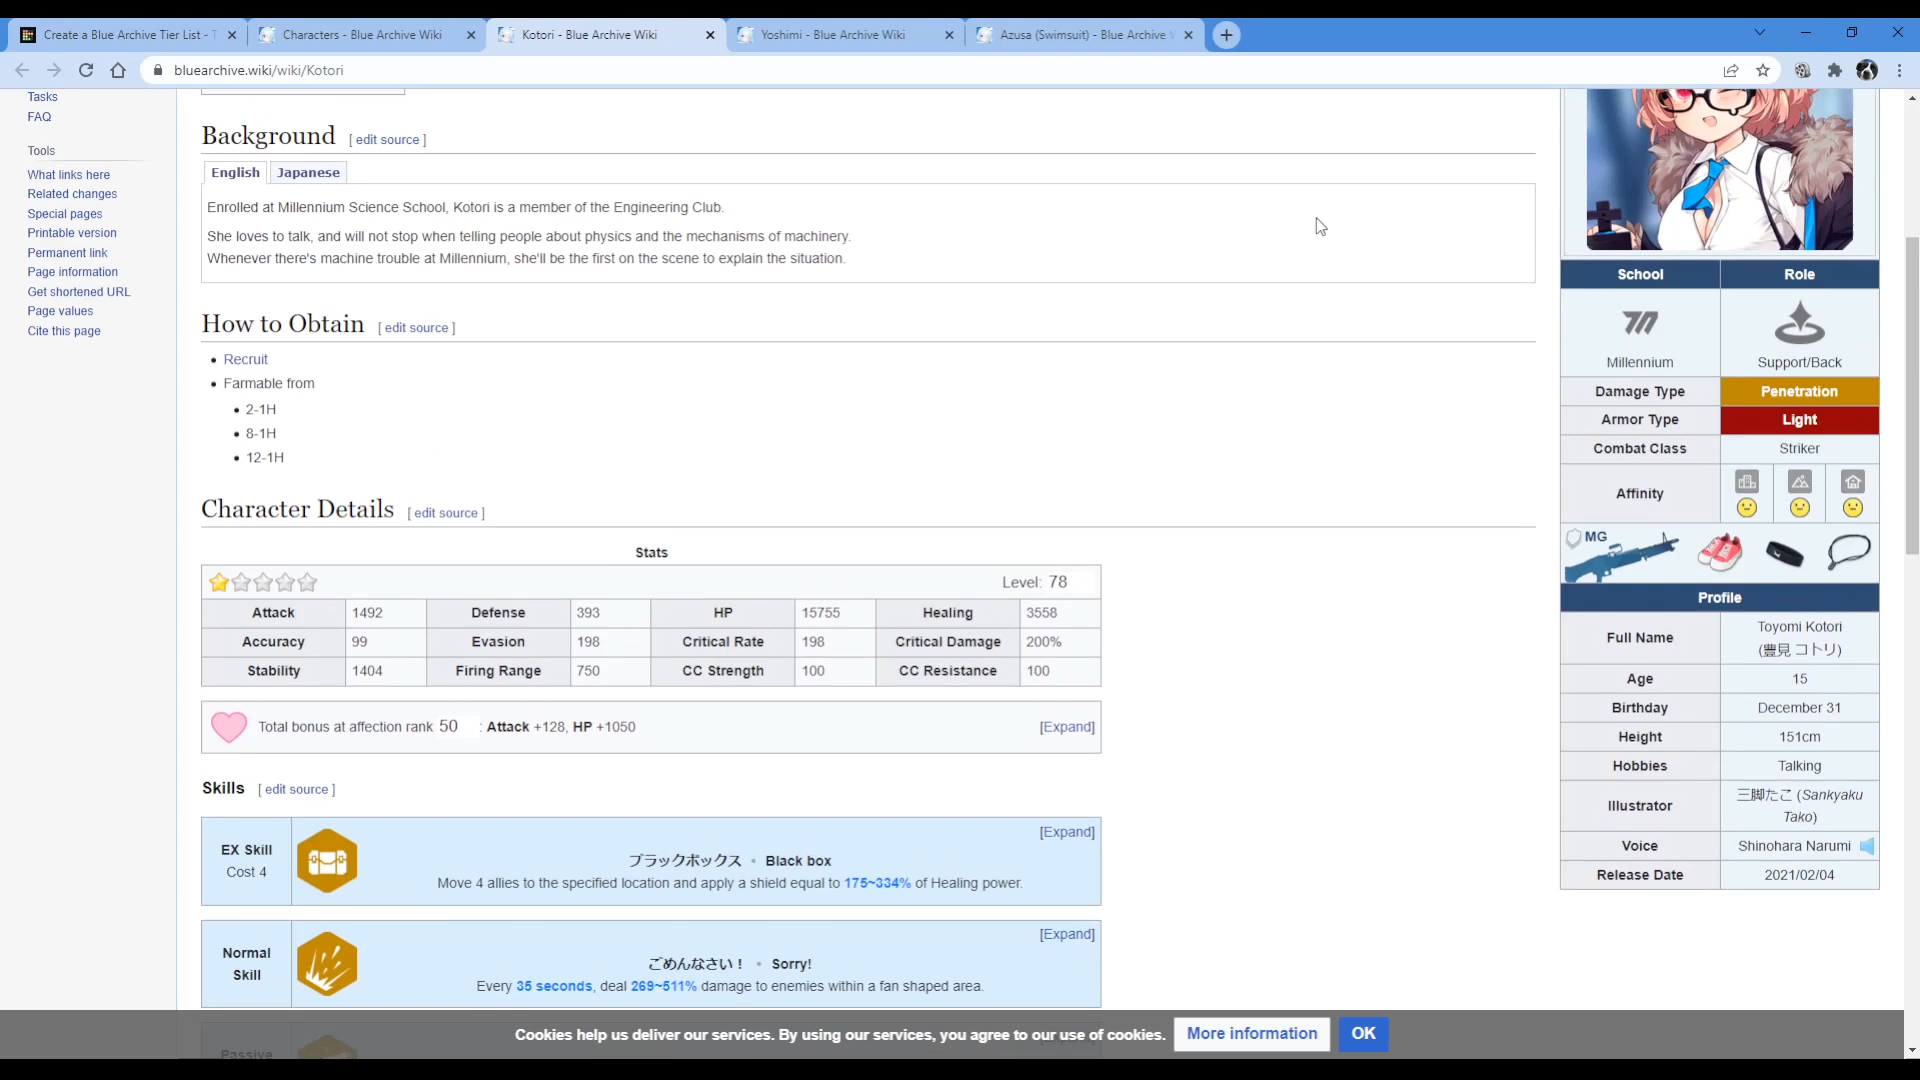 Create a Blue Archive Tier List - T
Characters - Blue Archive Wiki
Kotori - Blue Archive Wiki
Yoshimi - Blue Archive Wiki
Azusa (Swimsuit) - Blue Archive W
bluearchive.wiki/wiki/Kotori
Tasks
FAQ
Tools
What links here
Related changes
Special pages
Printable version
Permanent link
Page information
Get shortened URL
Page values
Cite this page
Background [ edit source ]
English Japanese
Enrolled at Millennium Science School, Kotori is a member of the Engineering Club.
She loves to talk, and will not stop when telling people about physics and the mechanisms of machinery.
Whenever there's machine trouble at Millennium, she'll be the first on the scene to explain the situation.
How to Obtain [ edit source ]
Recruit
Farmable from
2-1H
8-1H
12-1H
Character Details [ edit source ]
Stats
Level: 78
Attack 1492 Defense 393 HP 15755 Healing 3558
Accuracy 99 Evasion 198 Critical Rate 198 Critical Damage 200%
Stability 1404 Firing Range 750 CC Strength 100 CC Resistance 100
Total bonus at affection rank 50 : Attack +128, HP +1050 [Expand]
Skills [ edit source ]
[Expand]
EX Skill
Cost 4
ブラックボックス • Black box
Move 4 allies to the specified location and apply a shield equal to 175~334% of Healing power.
[Expand]
Normal
Skill
ごめんなさい！ • Sorry!
Every 35 seconds, deal 269~511% damage to enemies within a fan shaped area.
Passive
School Role
Millennium Support/Back
Damage Type Penetration
Armor Type Light
Combat Class Striker
Affinity
MG
Profile
Full Name Toyomi Kotori
(豊見 コトリ)
Age 15
Birthday December 31
Height 151cm
Hobbies Talking
Illustrator 三脚たこ (Sankyaku
Tako)
Voice Shinohara Narumi
Release Date 2021/02/04
Cookies help us deliver our services. By using our services, you agree to our use of cookies. More information OK